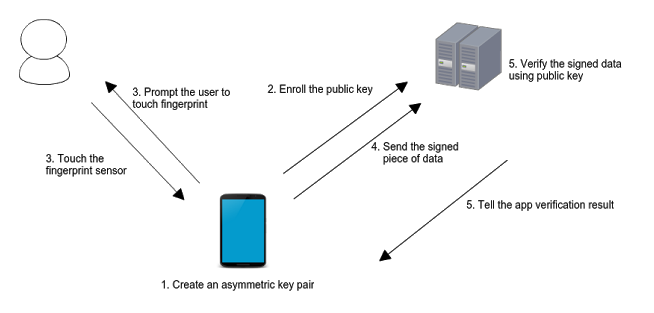 5. Verify the signed data
using public key
3. Prompt the user to
touch fingerprint
2. Enroll the public key
3. Touch the
fingerprint sensor
4. Send the signed
piece of data
5. Tell the app verification result
1. Create an asymmetric key pair